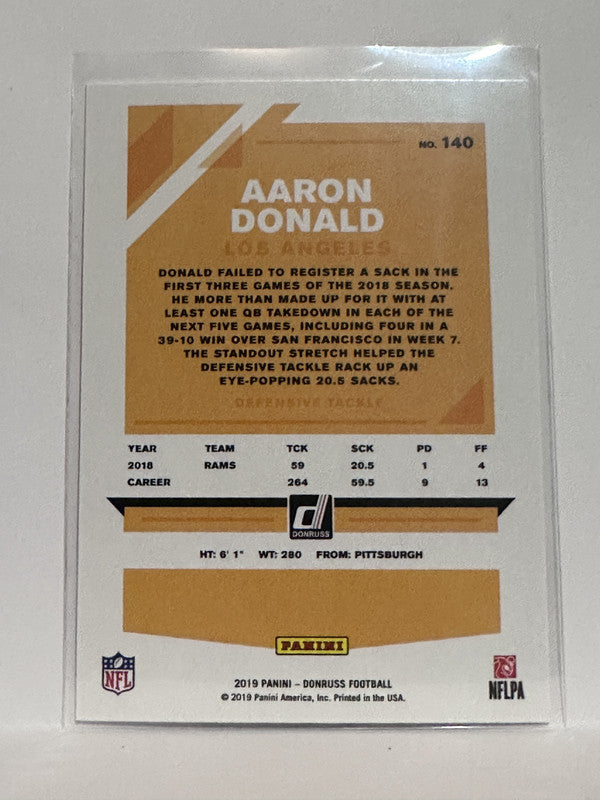 NO. 140
AARON
DONALD
LOS ANGELES
DONALD FAILED TO REGISTER A SACK IN THE
FIRST THREE GAMES OF THE 2018 SEASON.
HE MORE THAN MADE UP FOR IT WITH AT
LEAST ONE QB TAKEDOWN IN EACH OF THE
NEXT FIVE GAMES, INCLUDING FOUR IN A
39-10 WIN OVER SAN FRANCISCO IN WEEK 7.
THE STANDOUT STRETCH HELPED THE
DEFENSIVE TACKLE RACK UP AN
EYE-POPPING 20.5 SACKS.
DEFENSIVE TACKLE
YEAR TEAM TCK SCK PD FF
2018 RAMS 59 20.5 1 4
CAREER 264 59.5 9 13
DONRUSS
HT: 6' 1" WT: 280 FROM: PITTSBURGH
PANINI
NFL
2019 PANINI – DONRUSS FOOTBALL
© 2019 Panini America, Inc. Printed in the USA.
NFLPA